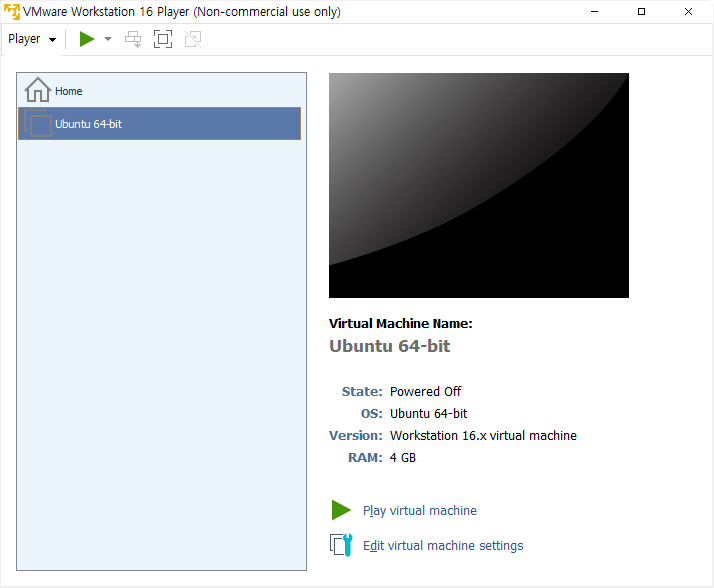 VMware Workstation 16 Player (Non-commercial use only)
Player
Home
Ubuntu 64-bit
Virtual Machine Name:
Ubuntu 64-bit
State: Powered Off
OS: Ubuntu 64-bit
Version: Workstation 16.x virtual machine
RAM: 4 GB
Play virtual machine
Edit virtual machine settings